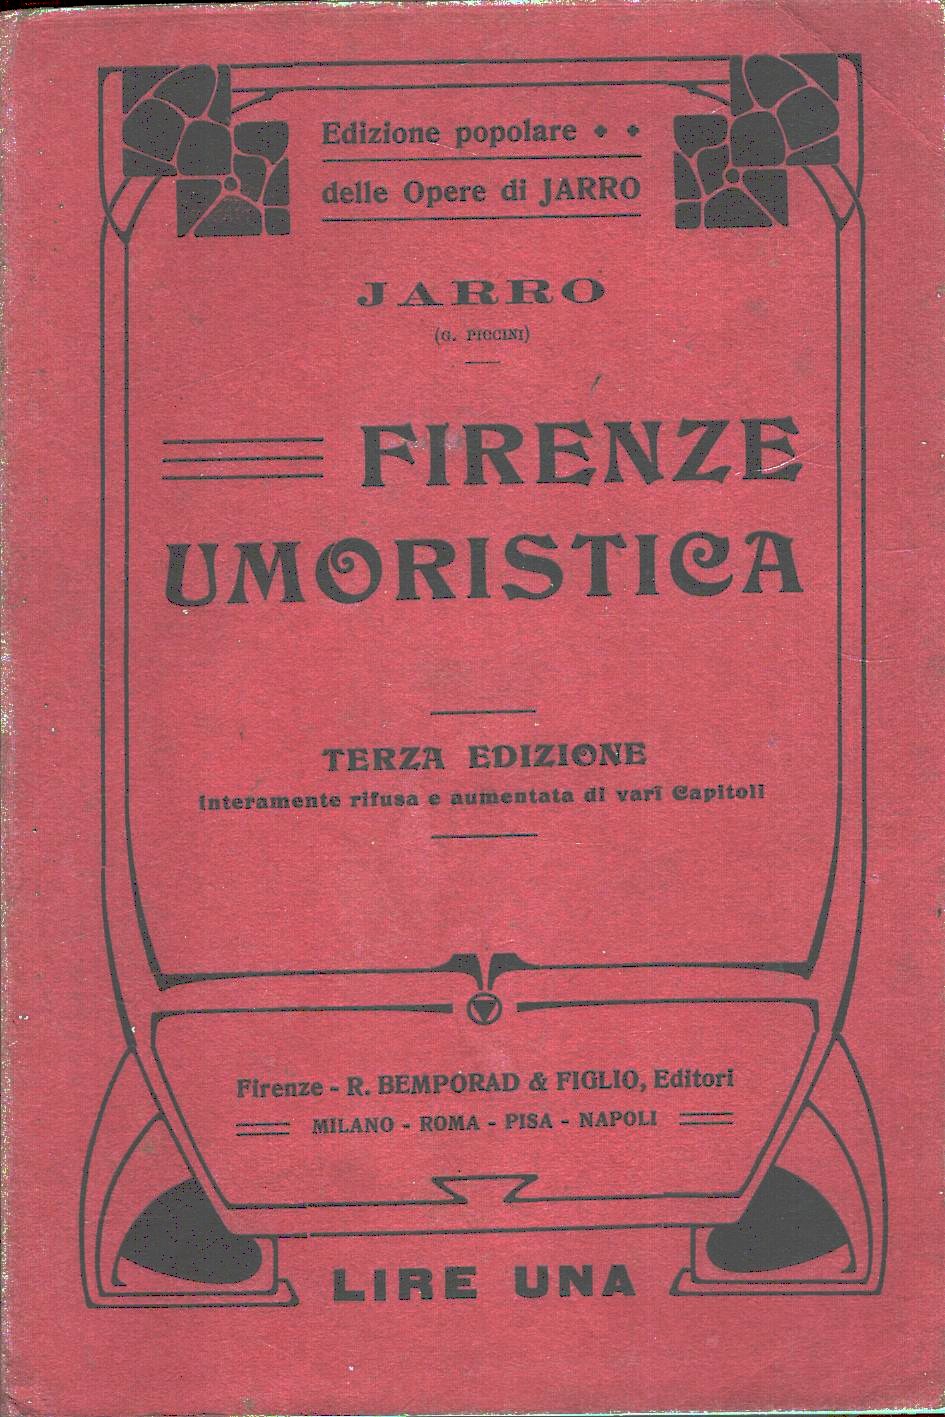 Edizione popolare
delle Opere di JARRO
JARRO
(G. PICCINI)
FIRENZE
UMORISTICA
TERZA EDIZIONE
interamente rifusa e aumentata di varî Capitoli
Firenze - R. BEMPORAD & FIGLIO, Editori
MILANO - ROMA - PISA - NAPOLI
LIRE UNA